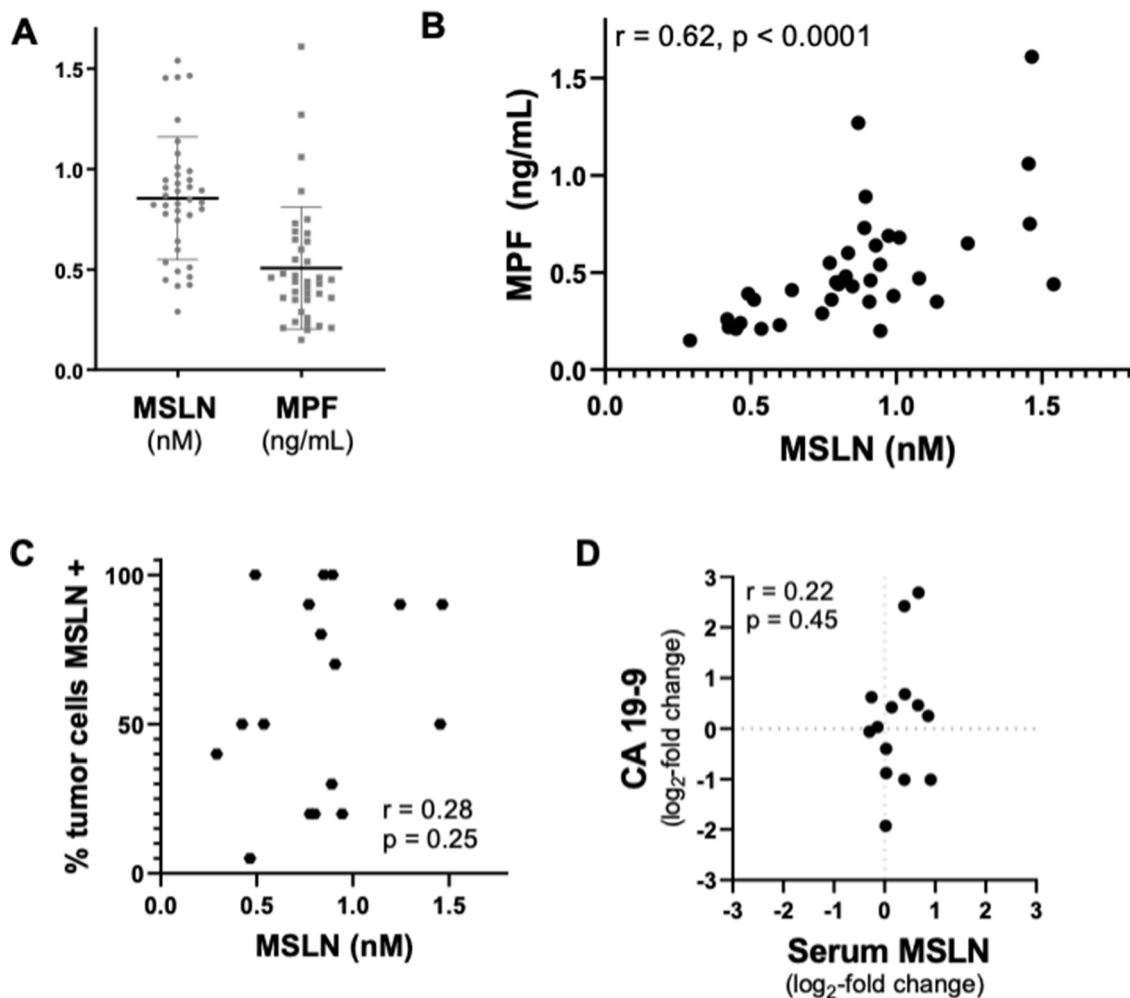 A
1.5
1.0
0.5
0.0
MSLN
(nM)
MPF
(ng/mL)
B
r = 0.62, p < 0.0001
MPF (ng/mL)
1.5
1.0
0.5
0.0
0.0 0.5 1.0 1.5
MSLN (nM)
C
% tumor cells MSLN +
100
50
0
r = 0.28
p = 0.25
0.0 0.5 1.0 1.5
MSLN (nM)
D
r = 0.22
p = 0.45
CA 19-9
(log₂-fold change)
3
2
1
0
-1
-2
-3
-3 -2 -1 0 1 2 3
Serum MSLN
(log₂-fold change)